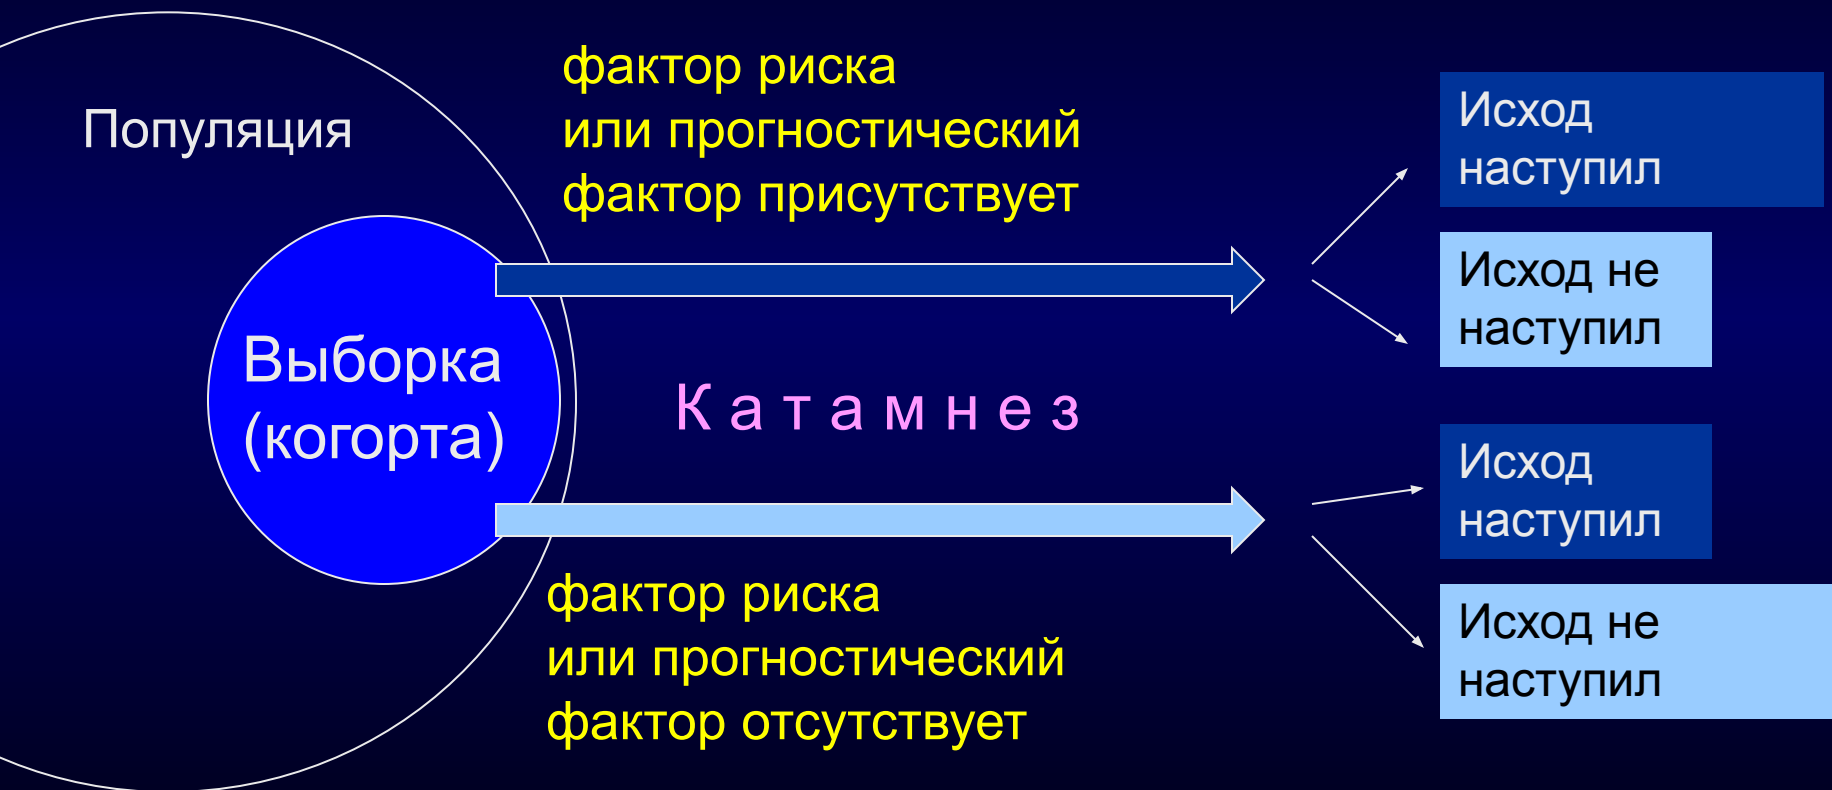 Популяция
фактор риска
или прогностический
фактор присутствует
Исход
наступил
Исход не
наступил
Выборка
(когорта)
К а т а м н е з
Исход
наступил
Исход не
наступил
фактор риска
или прогностический
фактор отсутствует